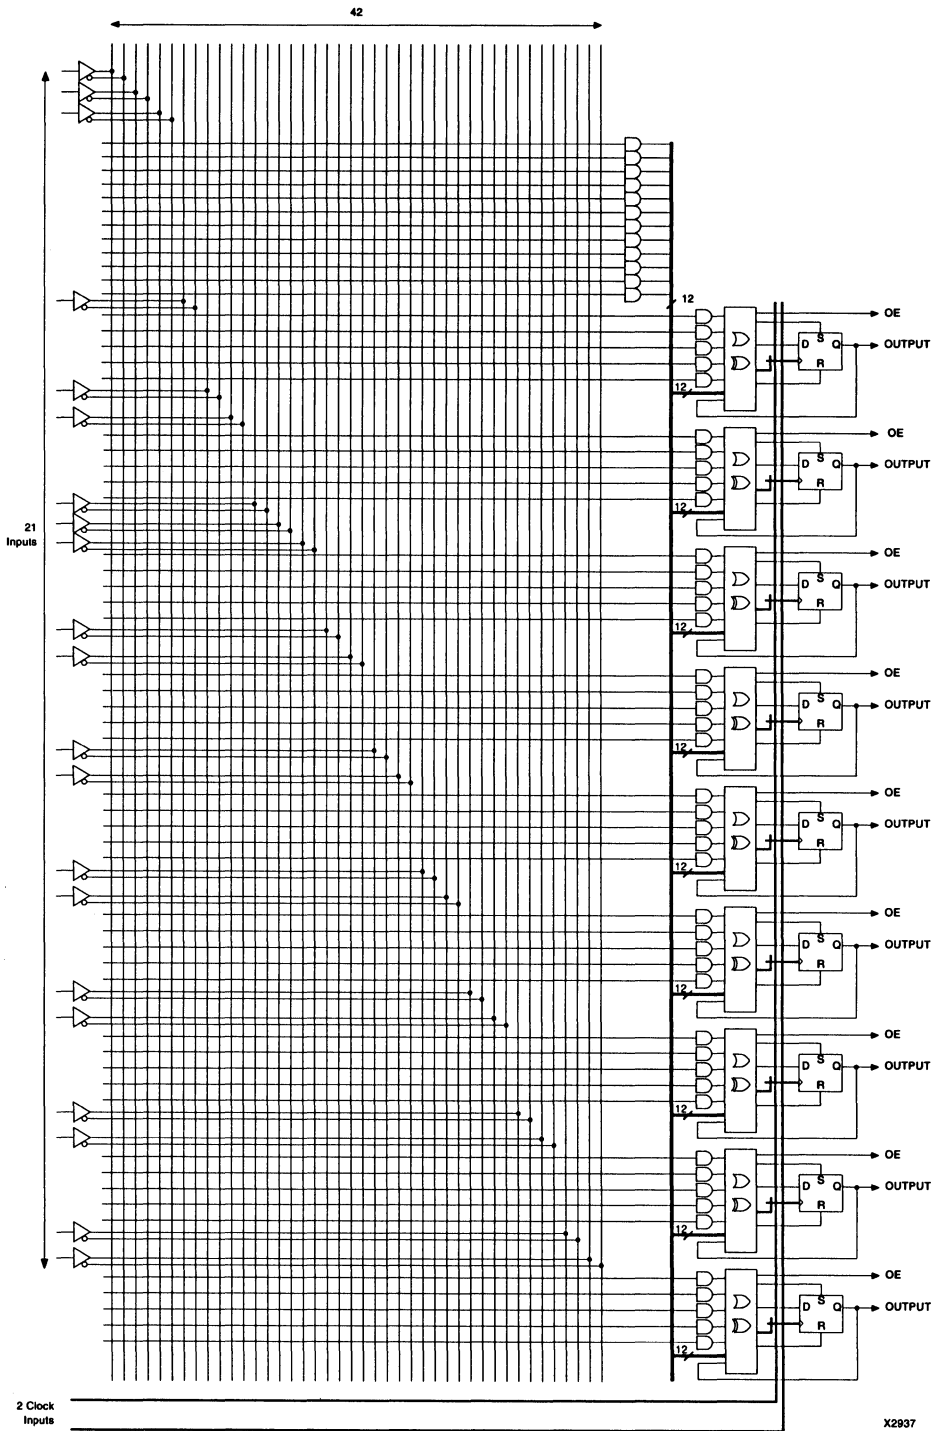 42
12
OE
D S Q
R
OUTPUT
12
OE
D S Q
R
OUTPUT
12
21
Inputs
OE
D S Q
R
OUTPUT
12
OE
D S Q
R
OUTPUT
12
OE
D S Q
R
OUTPUT
12
OE
D S Q
R
OUTPUT
12
OE
D S Q
R
OUTPUT
12
OE
D S Q
R
OUTPUT
12
OE
D S Q
R
OUTPUT
12
2 Clock
Inputs
X2937